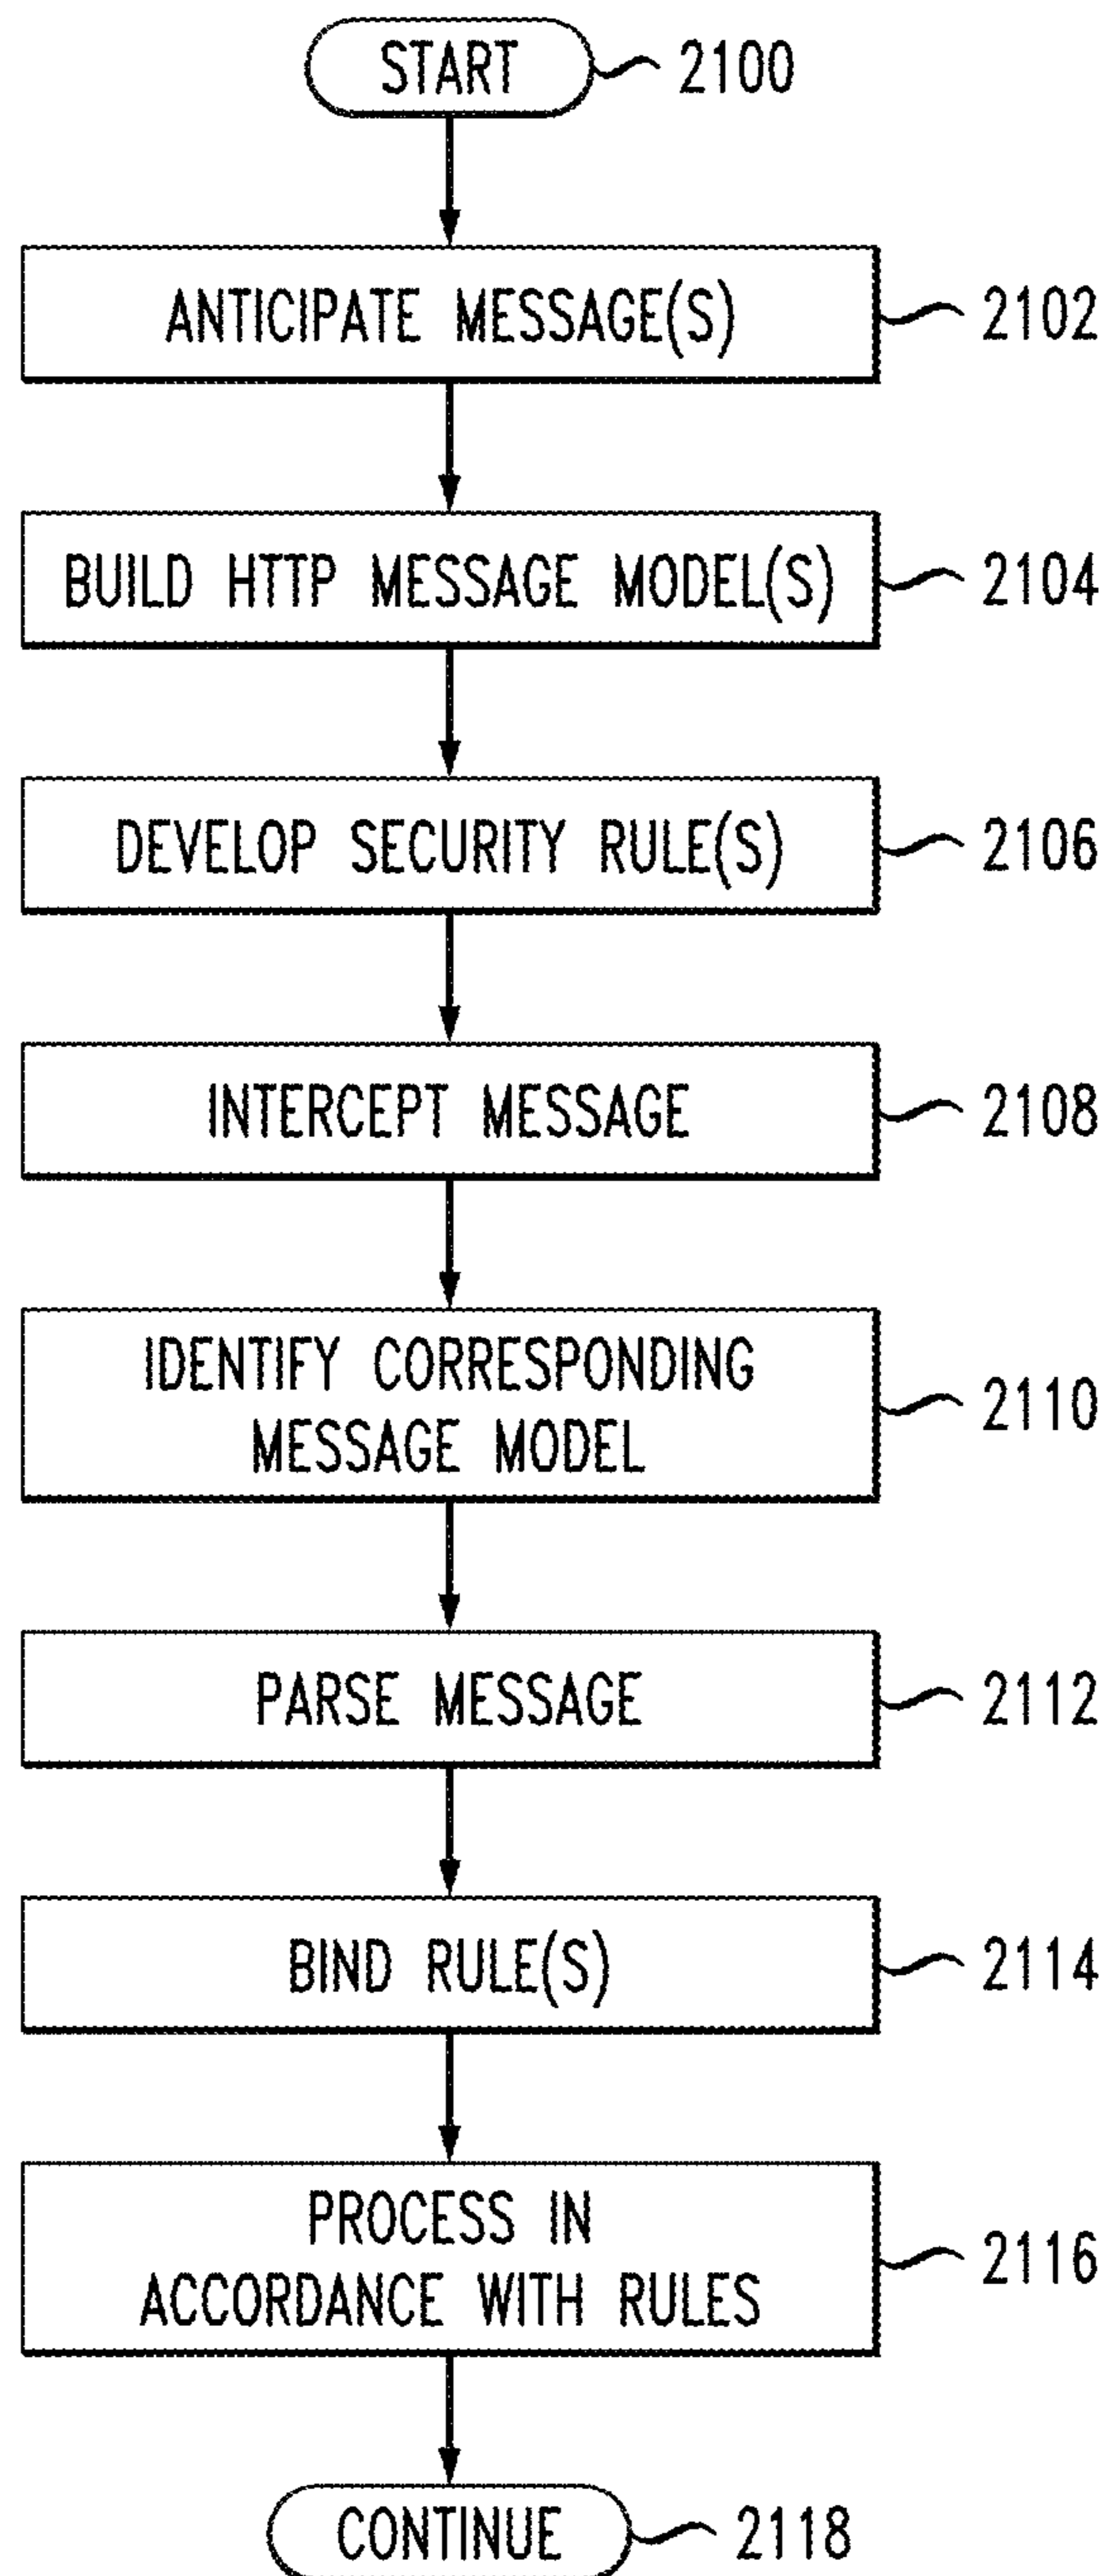 START 2100
ANTICIPATE MESSAGE(S) 2102
BUILD HTTP MESSAGE MODEL(S) 2104
DEVELOP SECURITY RULE(S) 2106
INTERCEPT MESSAGE 2108
IDENTIFY CORRESPONDING
MESSAGE MODEL 2110
PARSE MESSAGE 2112
BIND RULE(S) 2114
PROCESS IN
ACCORDANCE WITH RULES 2116
CONTINUE 2118